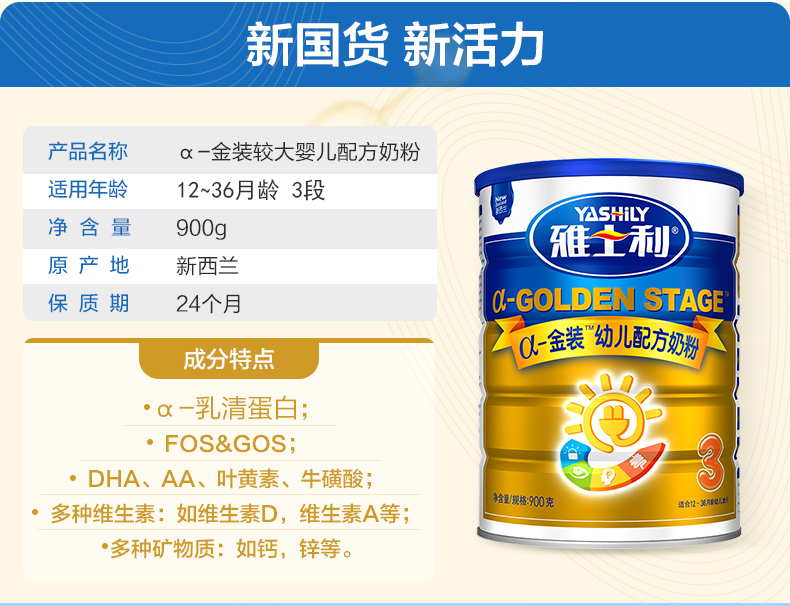 新国货 新活力
产品名称 α-金装较大婴儿配方奶粉
适用年龄 12~36月龄 3段
净含量 900g
原产地 新西兰
保质期 24个月
成分特点
•α-乳清蛋白；
•FOS&GOS；
•DHA、AA、叶黄素、牛磺酸；
•多种维生素：如维生素D，维生素A等；
•多种矿物质：如钙，锌等。
New
YASHILY
雅士利®
α-GOLDEN STAGE™
α-金装™幼儿配方奶粉
3
净含量/规格:900克
适合12~36月龄幼儿食用